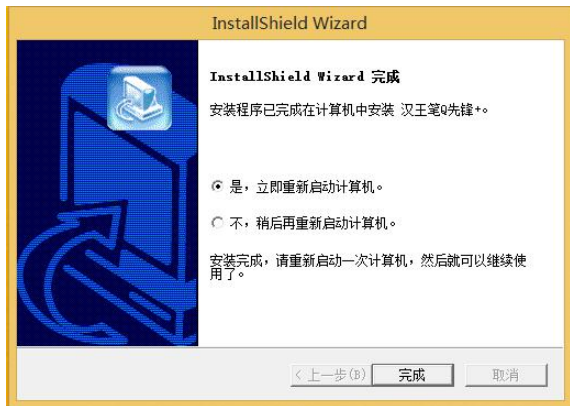 InstallShield Wizard
InstallShield Wizard 完成
安装程序已完成在计算机中安装 汉王笔Q先锋+。
是，立即重新启动计算机。
不，稍后再重新启动计算机。
安装完成，请重新启动一次计算机，然后就可以继续使
用了。
< 上一步(B) 完成 取消